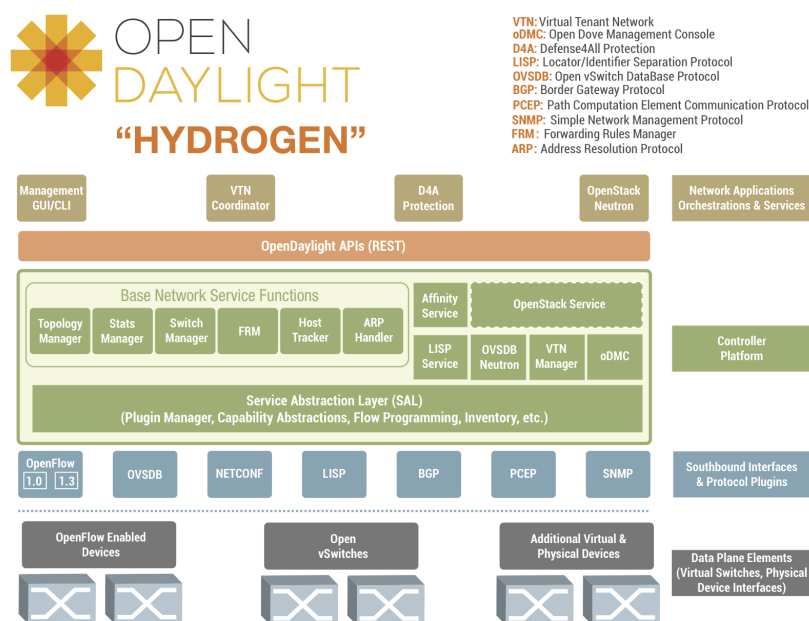 OPEN
DAYLIGHT
“HYDROGEN”
VTN: Virtual Tenant Network
oDMC: Open Dove Management Console
D4A: Defense4All Protection
LISP: Locator/Identifier Separation Protocol
OVSDB: Open vSwitch DataBase Protocol
BGP: Border Gateway Protocol
PCEP: Path Computation Element Communication Protocol
SNMP: Simple Network Management Protocol
FRM: Forwarding Rules Manager
ARP: Address Resolution Protocol
Management
GUI/CLI
VTN
Coordinator
D4A
Protection
OpenStack
Neutron
Network Applications
Orchestrations & Services
OpenDaylight APIs (REST)
Base Network Service Functions
Topology
Manager
Stats
Manager
Switch
Manager
FRM
Host
Tracker
ARP
Handler
Affinity
Service
OpenStack Service
LISP
Service
OVSDB
Neutron
VTN
Manager
oDMC
Controller
Platform
Service Abstraction Layer (SAL)
(Plugin Manager, Capability Abstractions, Flow Programming, Inventory, etc.)
OpenFlow
1.0 1.3
OVSDB
NETCONF
LISP
BGP
PCEP
SNMP
Southbound Interfaces
& Protocol Plugins
OpenFlow Enabled
Devices
Open
vSwitches
Additional Virtual &
Physical Devices
Data Plane Elements
(Virtual Switches, Physical
Device Interfaces)